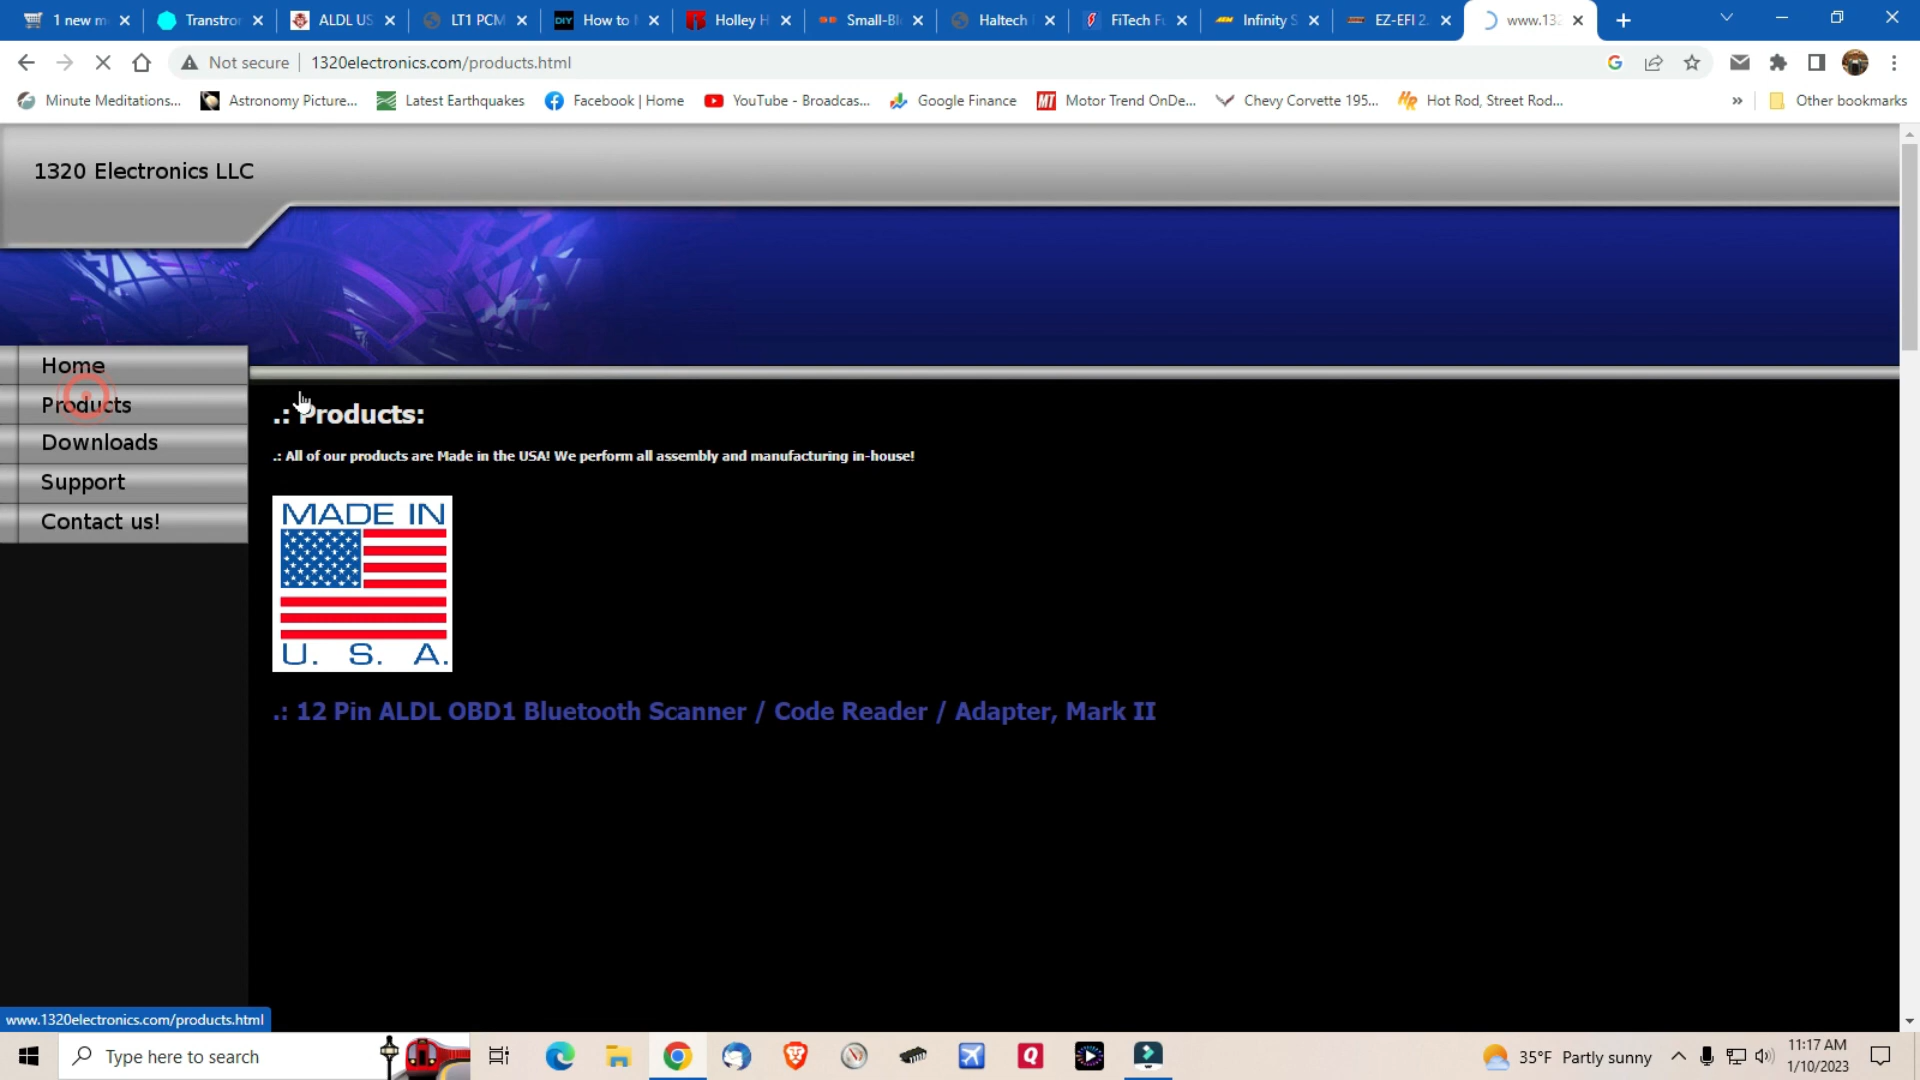 1 new m
Transtro
ALDL US
LT1 PCM
How to
Holley H
Small-Bl
Haltech
FiTech F
Infinity S
EZ-EFI 2.
www.132
Not secure
1320electronics.com/products.html
Minute Meditations...
Astronomy Picture...
Latest Earthquakes
Facebook | Home
YouTube - Broadcas...
Google Finance
Motor Trend OnDe...
Chevy Corvette 195...
Hot Rod, Street Rod...
»
Other bookmarks
1320 Electronics LLC
Home
Products
Downloads
Support
Contact us!
.: Products:
.: All of our products are Made in the USA! We perform all assembly and manufacturing in-house!
MADE IN
U. S. A.
.: 12 Pin ALDL OBD1 Bluetooth Scanner / Code Reader / Adapter, Mark II
www.1320electronics.com/products.html
Type here to search
35°F Partly sunny
11:17 AM
1/10/2023